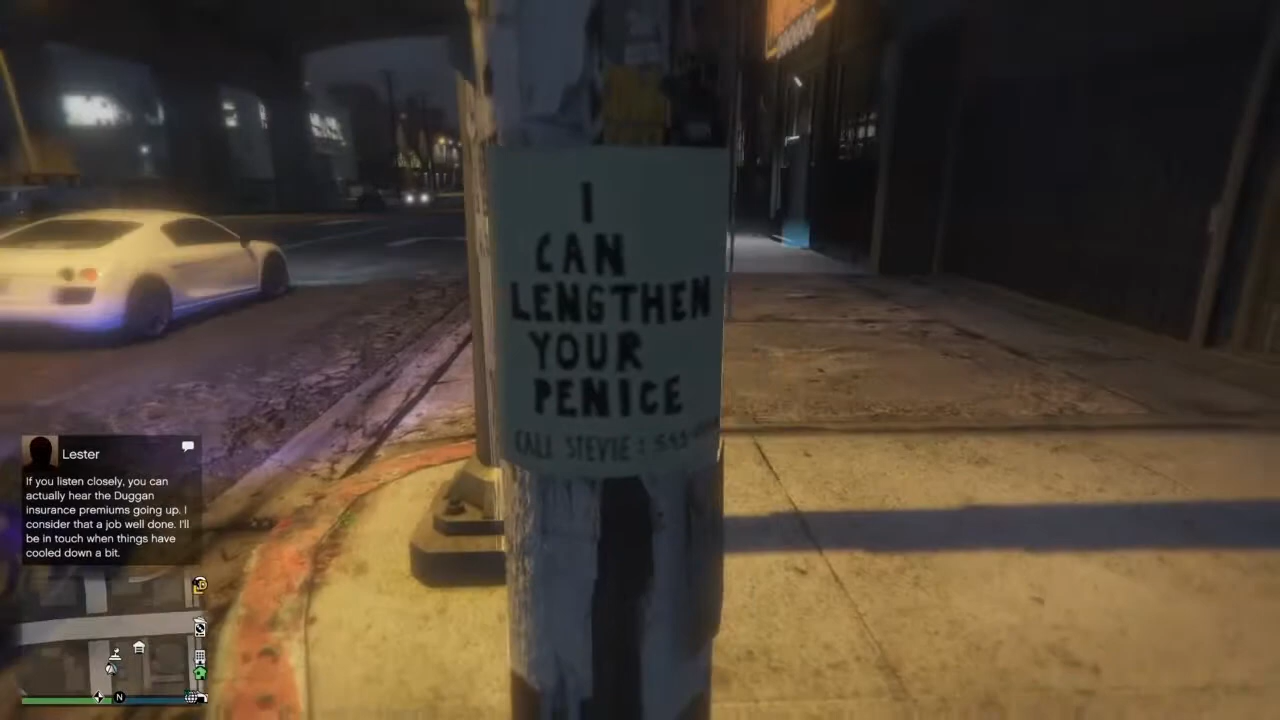 I
CAN
LENGTHEN
YOUR
PENICE
CALL STEVIE: 555
Lester
If you listen closely, you can
actually hear the Duggan
insurance premiums going up. I
consider that a job well done. I'll
be in touch when things have
cooled down a bit.
N